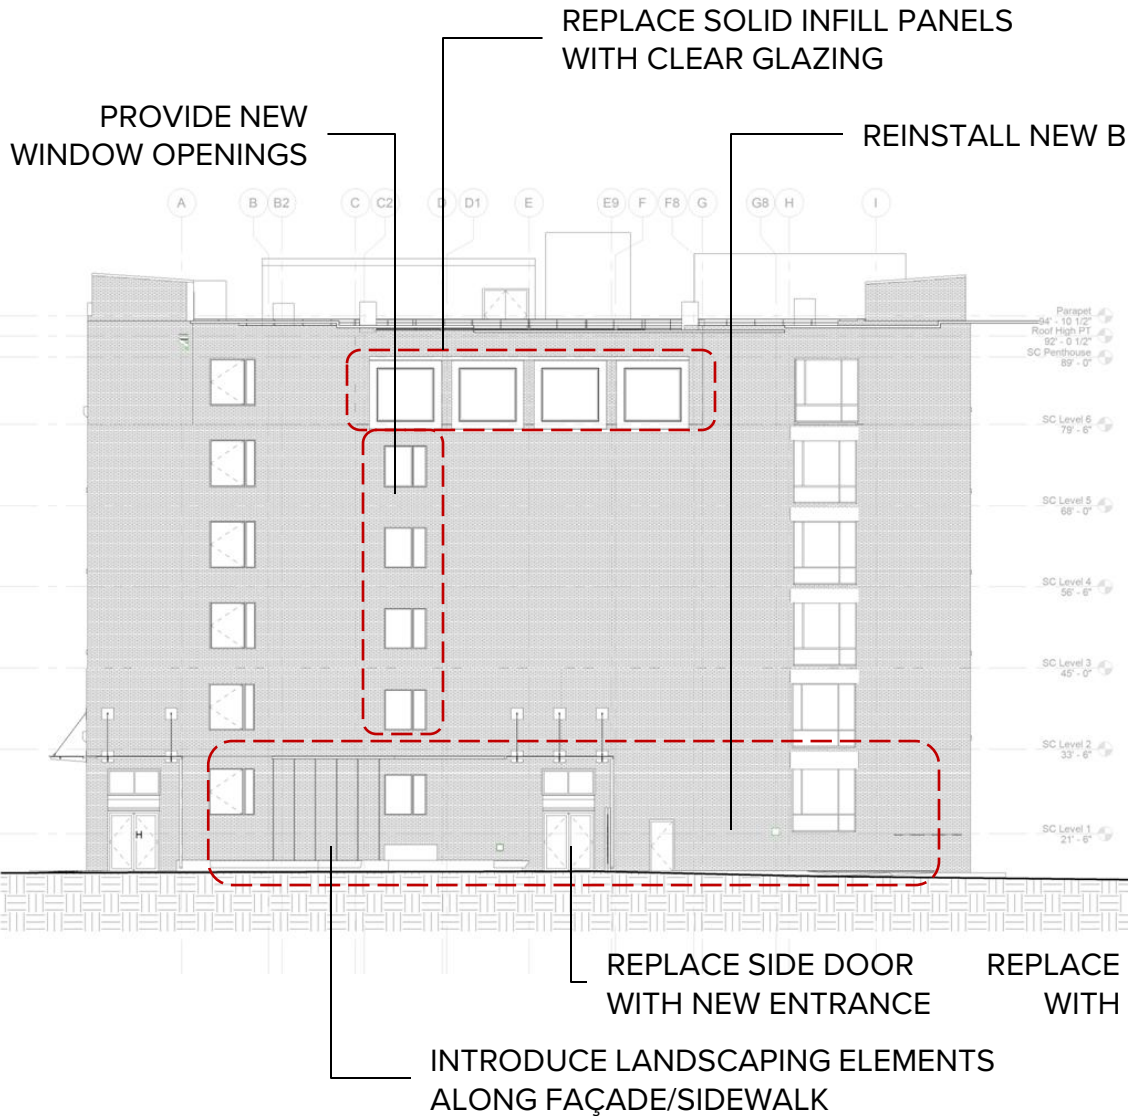 REPLACE SOLID INFILL PANELS
WITH CLEAR GLAZING
PROVIDE NEW
WINDOW OPENINGS
REINSTALL NEW B
A B B2 C C2 D D1 E E9 F F8 G G8 H I
Parapet
94' - 10 1/2"
Roof High PT
92' - 0 1/2"
SC Penthouse
89' - 0"
SC Level 6
79' - 6"
SC Level 5
68' - 0"
SC Level 4
56' - 6"
SC Level 3
45' - 0"
SC Level 2
33' - 6"
SC Level 1
21' - 6"
H
REPLACE SIDE DOOR
WITH NEW ENTRANCE
REPLACE
WITH
INTRODUCE LANDSCAPING ELEMENTS
ALONG FAÇADE/SIDEWALK